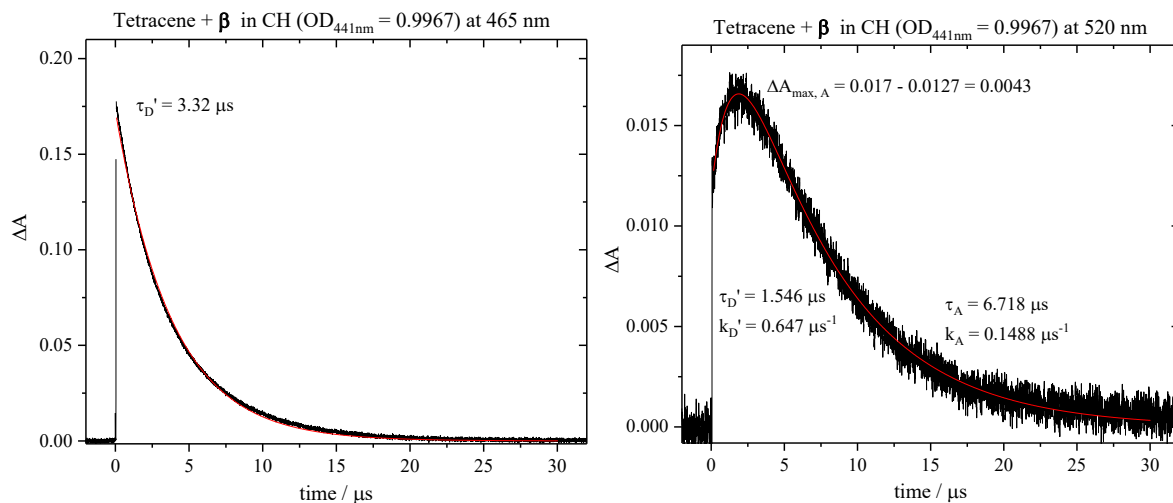 Tetracene + β in CH (OD441nm = 0.9967) at 465 nm
0.20
0.15
0.10
0.05
0.00
ΔA
τD' = 3.32 μs
0 5 10 15 20 25 30
time / μs
Tetracene + β in CH (OD441nm = 0.9967) at 520 nm
0.015
0.010
0.005
0.000
ΔA
ΔAmax, A = 0.017 - 0.0127 = 0.0043
τD' = 1.546 μs
kD' = 0.647 μs-1
τA = 6.718 μs
kA = 0.1488 μs-1
0 5 10 15 20 25 30
time / μs